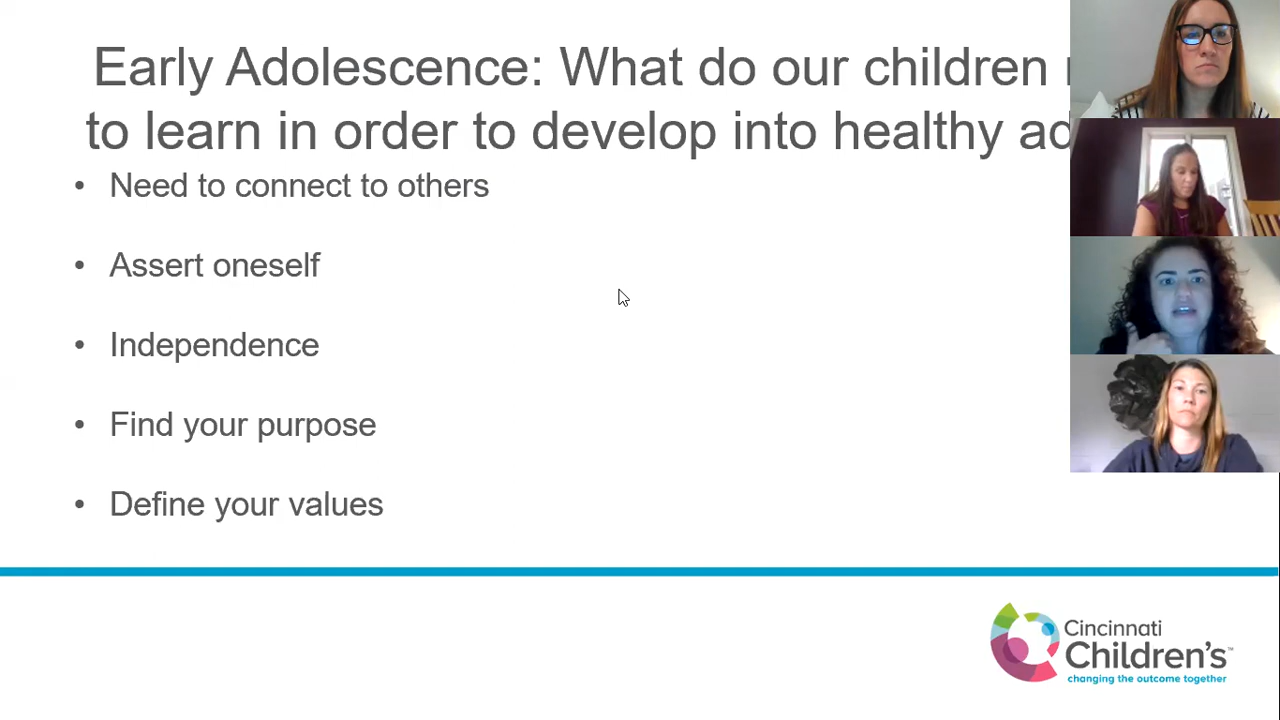 Early Adolescence: What do our children
to learn in order to develop into healthy
• Need to connect to others
• Assert oneself
• Independence
• Find your purpose
• Define your values
Cincinnati
Children's™
changing the outcome together